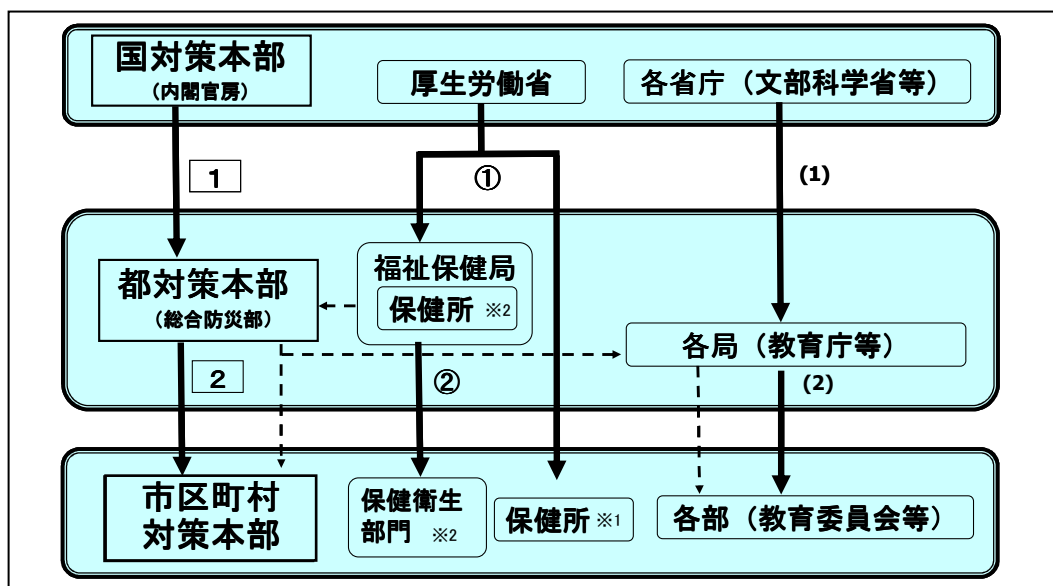 国対策本部
(内閣官房)
厚生労働省
各省庁(文部科学省等)
1
①
(1)
都対策本部
(総合防災部)
福祉保健局
保健所 ※2
各局(教育庁等)
2
②
(2)
市区町村
対策本部
保健衛生
部門 ※2
保健所 ※1
各部(教育委員会等)